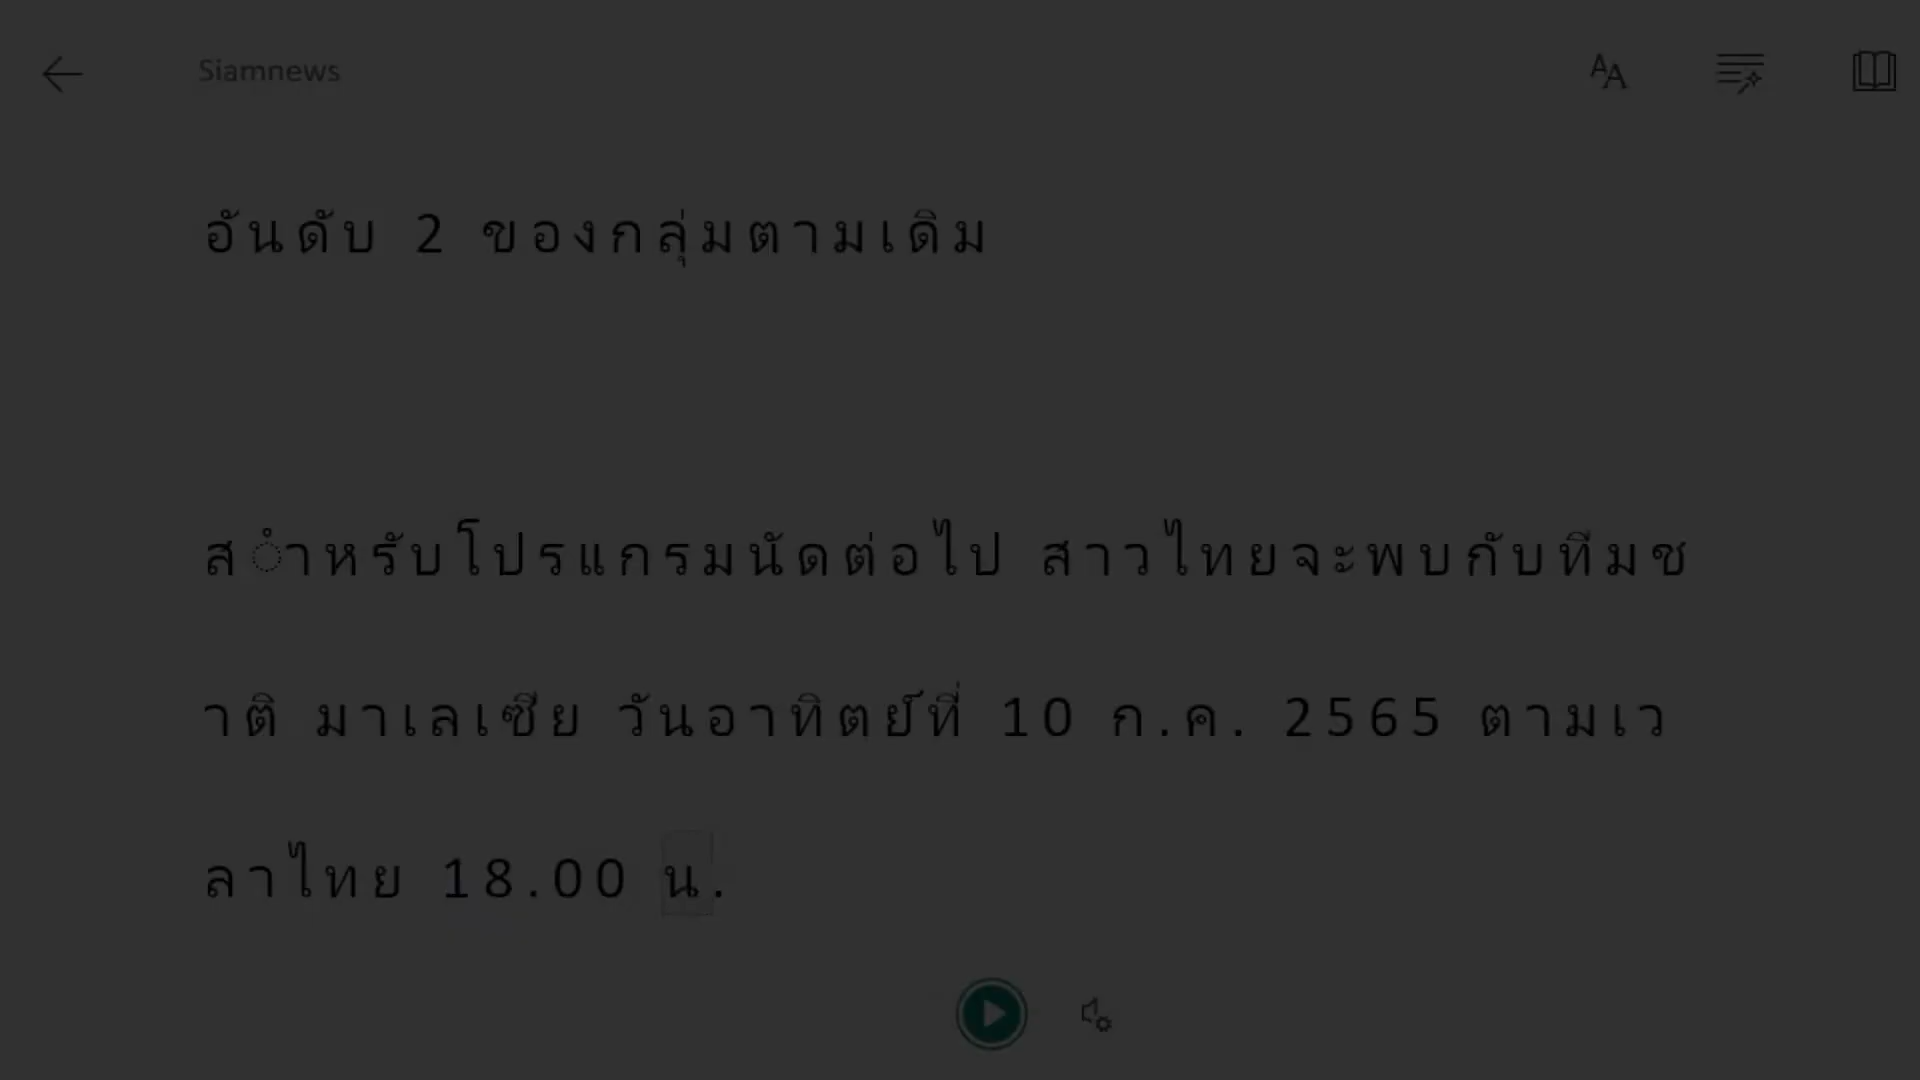 Siamnews
อันดับ 2 ของกลุ่มตามเดิม
สำหรับโปรแกรมนัดต่อไป สาวไทยจะพบกับทีมช
าติ มาเลเซีย วันอาทิตย์ที่ 10 ก.ค. 2565 ตามเว
ลาไทย 18.00 น.